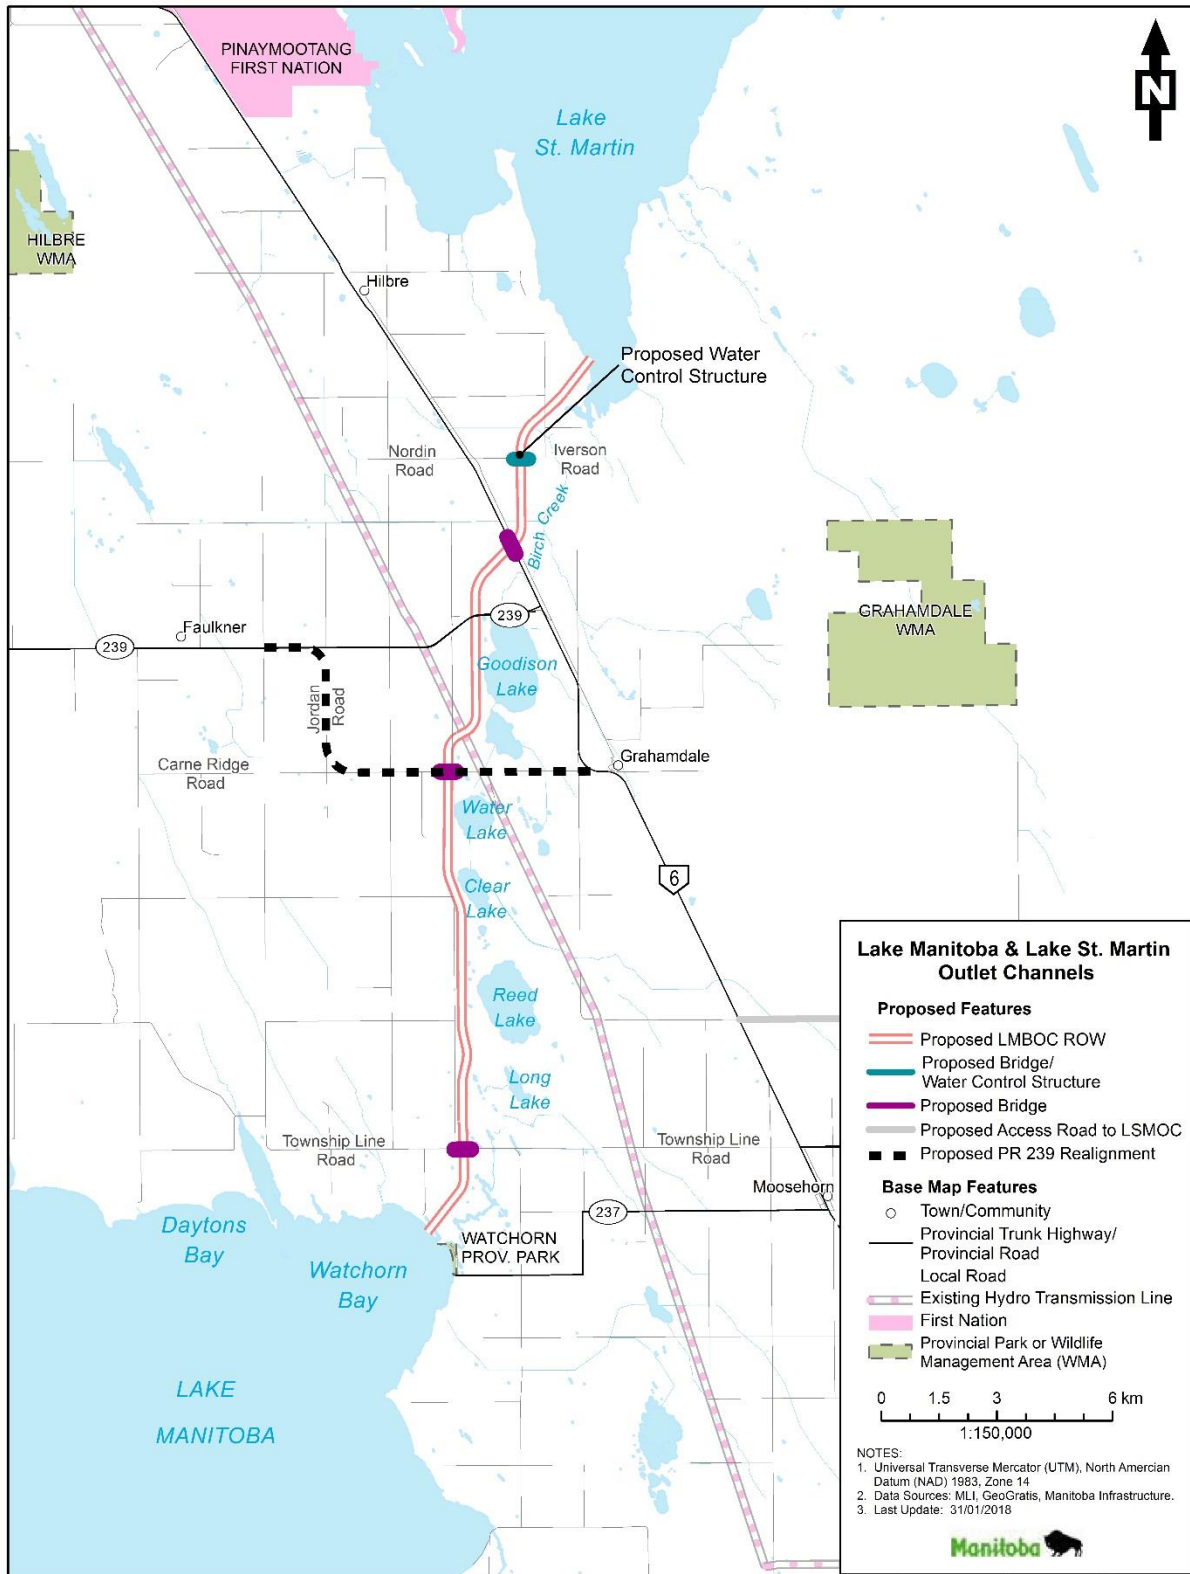 PINAYMOOTANG
FIRST NATION
Lake
St. Martin
N
HILBRE
WMA
Hilbre
Proposed Water
Control Structure
Nordin
Road
Iverson
Road
Birch Creek
GRAHAMDALE
WMA
Faulkner
239
239
Goodison
Lake
Jordan
Road
Carne Ridge
Road
Grahamdale
Water
Lake
Clear
Lake
6
Reed
Lake
Long
Lake
Township Line
Road
Township Line
Road
Moosehorn
237
Daytons
Bay
Watchorn
Bay
WATCHORN
PROV. PARK
LAKE
MANITOBA
Lake Manitoba & Lake St. Martin
Outlet Channels
Proposed Features
Proposed LMBOC ROW
Proposed Bridge/
Water Control Structure
Proposed Bridge
Proposed Access Road to LSMOC
Proposed PR 239 Realignment
Base Map Features
Town/Community
Provincial Trunk Highway/
Provincial Road
Local Road
Existing Hydro Transmission Line
First Nation
Provincial Park or Wildlife
Management Area (WMA)
0 1.5 3 6 km
1:150,000
NOTES:
1. Universal Transverse Mercator (UTM), North Amercian
Datum (NAD) 1983, Zone 14
2. Data Sources: MLI, GeoGratis, Manitoba Infrastructure.
3. Last Update: 31/01/2018
Manitoba